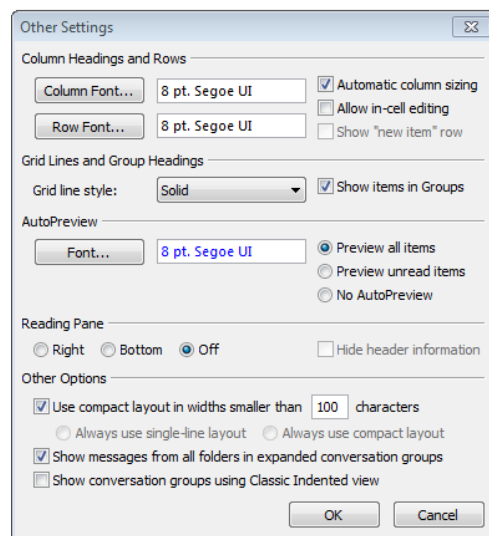 Other Settings
Column Headings and Rows
Column Font... 8 pt. Segoe UI Automatic column sizing
Allow in-cell editing
Row Font... 8 pt. Segoe UI Show "new item" row
Grid Lines and Group Headings
Grid line style: Solid Show items in Groups
AutoPreview
Font... 8 pt. Segoe UI Preview all items
Preview unread items
No AutoPreview
Reading Pane
Right Bottom Off Hide header information
Other Options
Use compact layout in widths smaller than 100 characters
Always use single-line layout Always use compact layout
Show messages from all folders in expanded conversation groups
Show conversation groups using Classic Indented view
OK Cancel